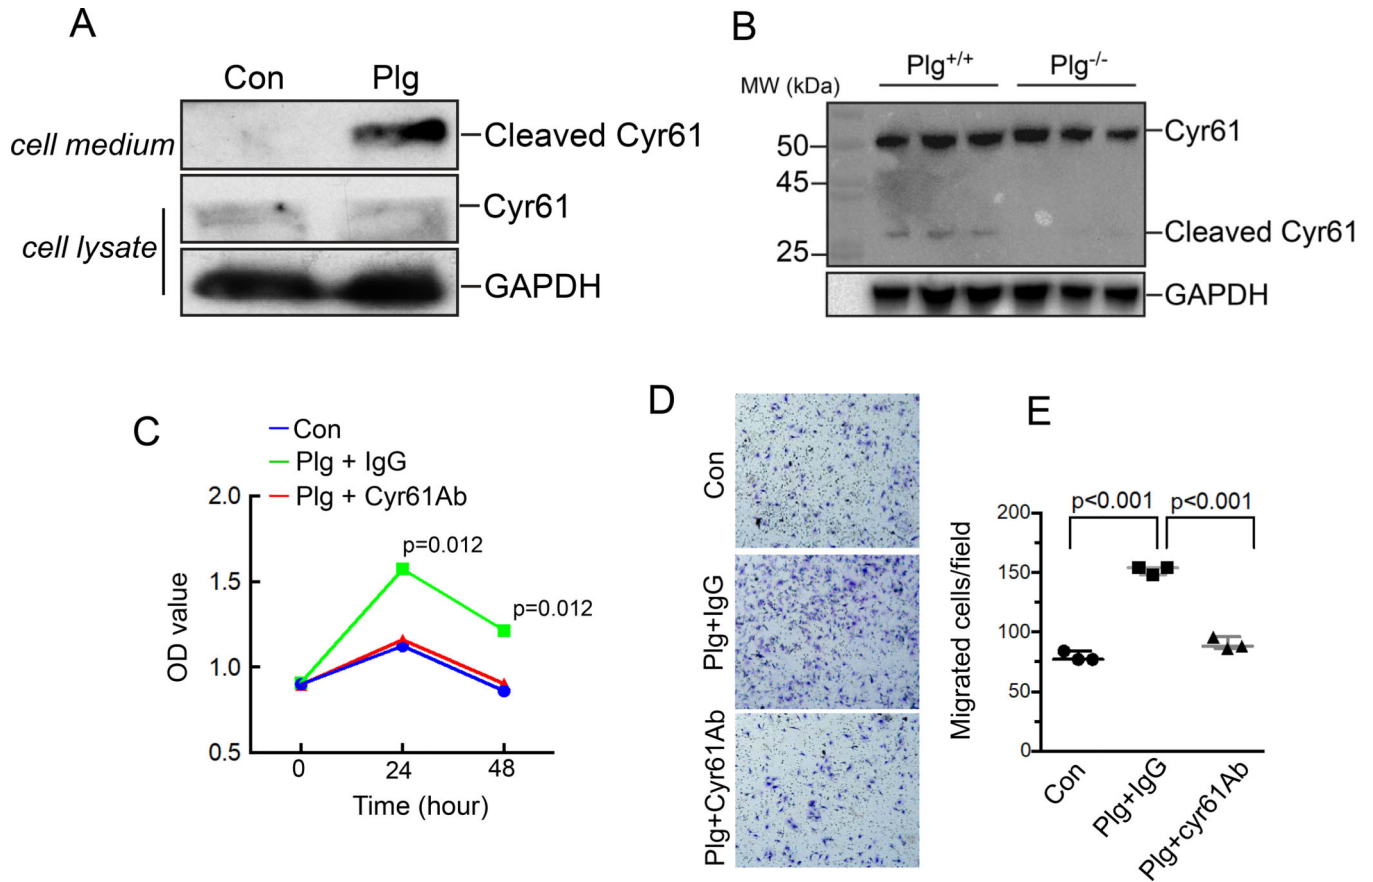 A
Con Plg
cell medium
Cleaved Cyr61
Cyr61
cell lysate
GAPDH
B
Plg+/+ Plg-/-
MW (kDa)
50
45
25
Cyr61
Cleaved Cyr61
GAPDH
C
Con
Plg + IgG
Plg + Cyr61Ab
2.0
1.5
1.0
0.5
OD value
p=0.012
p=0.012
0 24 48
Time (hour)
D
Con
Plg+IgG
Plg+Cyr61Ab
E
p<0.001 p<0.001
200
150
100
50
0
Migrated cells/field
Con
Plg+IgG
Plg+cyr61Ab